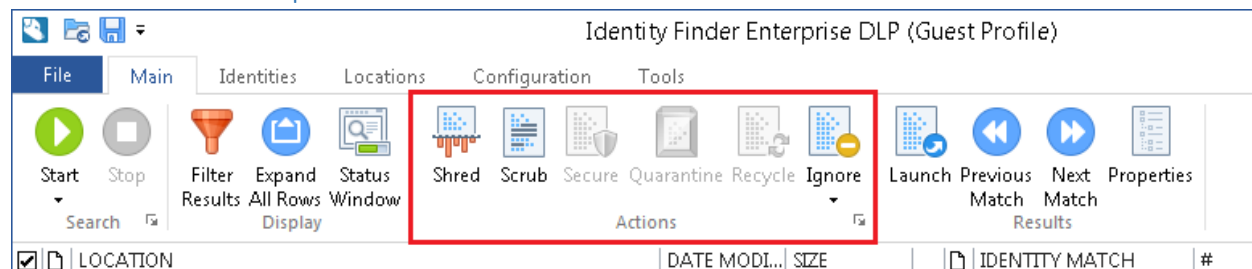 Identity Finder Enterprise DLP (Guest Profile)
File Main Identities Locations Configuration Tools
Start Stop Filter Expand Status Shred Scrub Secure Quarantine Recycle Ignore Launch Previous Next Properties
Results All Rows Window Match Match
Search Display Actions Results
LOCATION DATE MODI... SIZE IDENTITY MATCH #